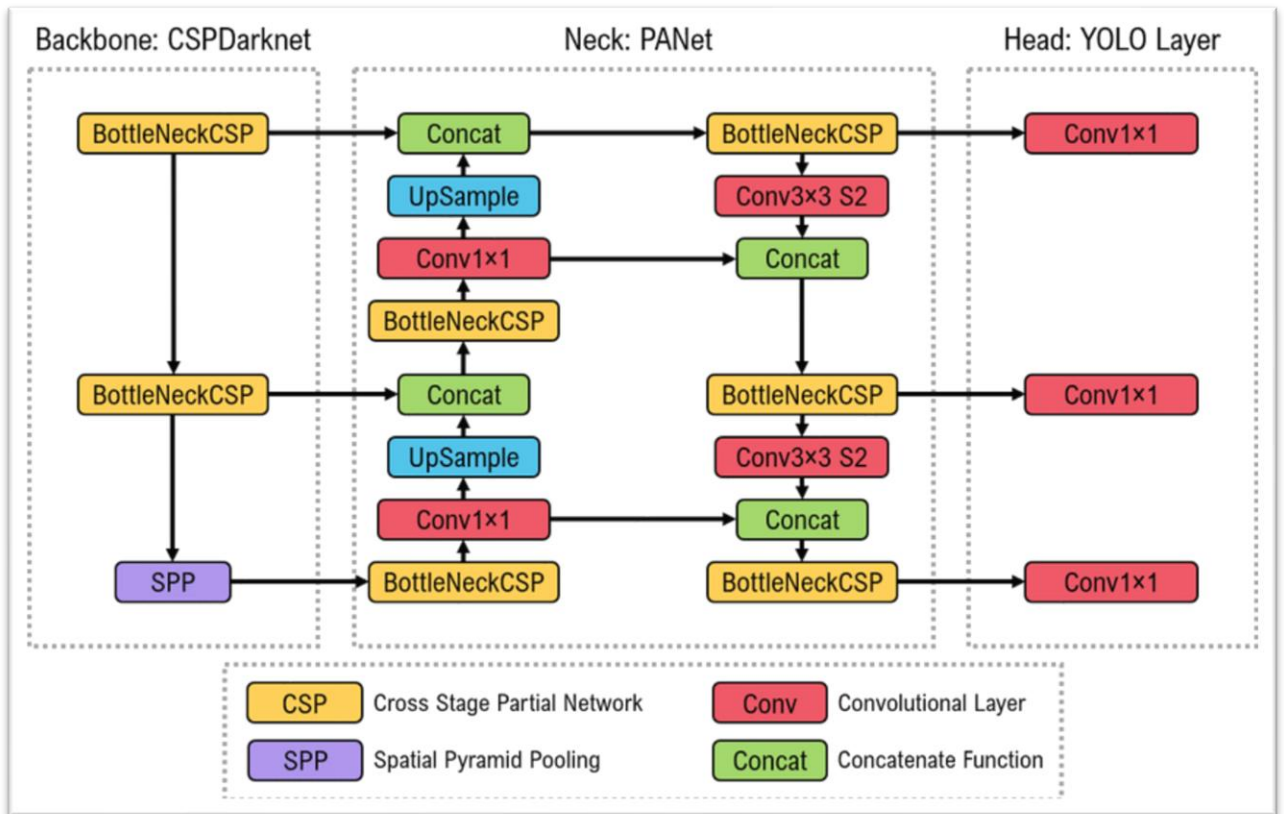 Backbone: CSPDarknet
Neck: PANet
Head: YOLO Layer
BottleNeckCSP
Concat
BottleNeckCSP
Conv1×1
UpSample
Conv3×3 S2
Conv1×1
Concat
BottleNeckCSP
BottleNeckCSP
Concat
BottleNeckCSP
Conv1×1
UpSample
Conv3×3 S2
Conv1×1
Concat
SPP
BottleNeckCSP
BottleNeckCSP
Conv1×1
CSP
Cross Stage Partial Network
Conv
Convolutional Layer
SPP
Spatial Pyramid Pooling
Concat
Concatenate Function